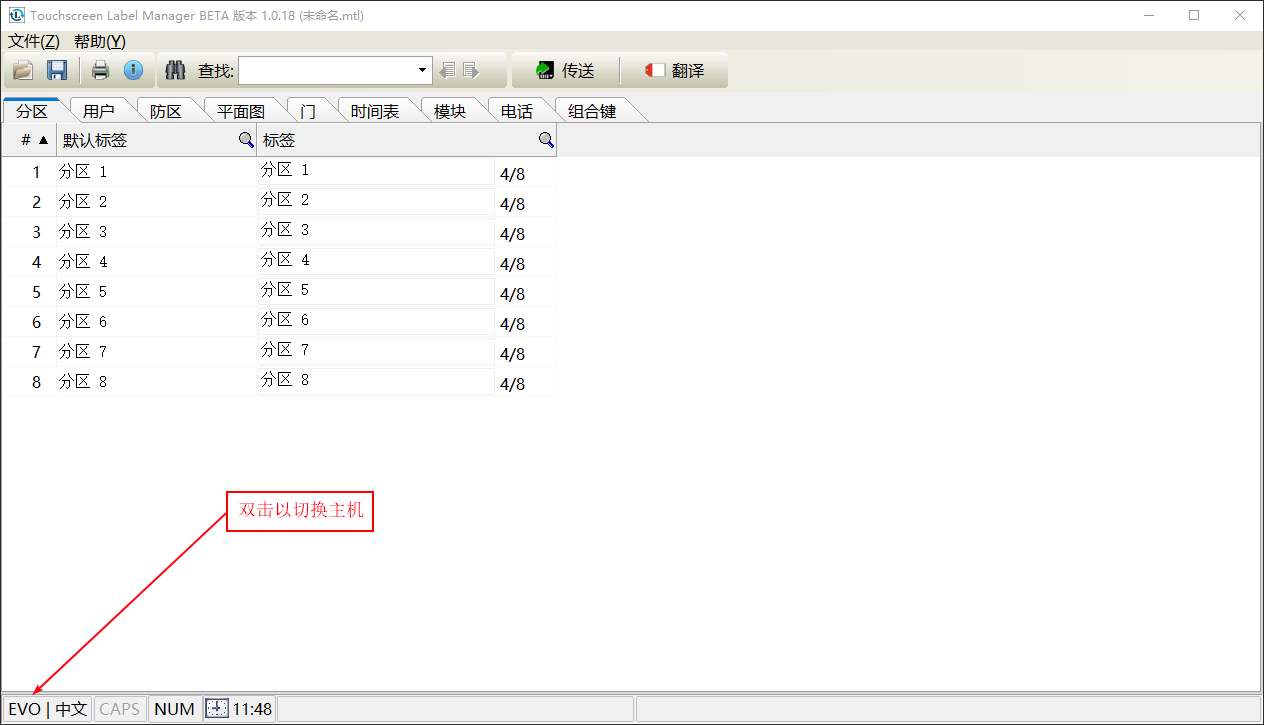 Touchscreen Label Manager BETA 版本 1.0.18 (未命名.mtl)
文件(Z) 帮助(Y)
查找: 传送 翻译
分区 用户 防区 平面图 门 时间表 模块 电话 组合键
# 默认标签 标签
1 分区 1 分区 1 4/8
2 分区 2 分区 2 4/8
3 分区 3 分区 3 4/8
4 分区 4 分区 4 4/8
5 分区 5 分区 5 4/8
6 分区 6 分区 6 4/8
7 分区 7 分区 7 4/8
8 分区 8 分区 8 4/8
双击以切换主机
EVO | 中文 CAPS NUM 11:48